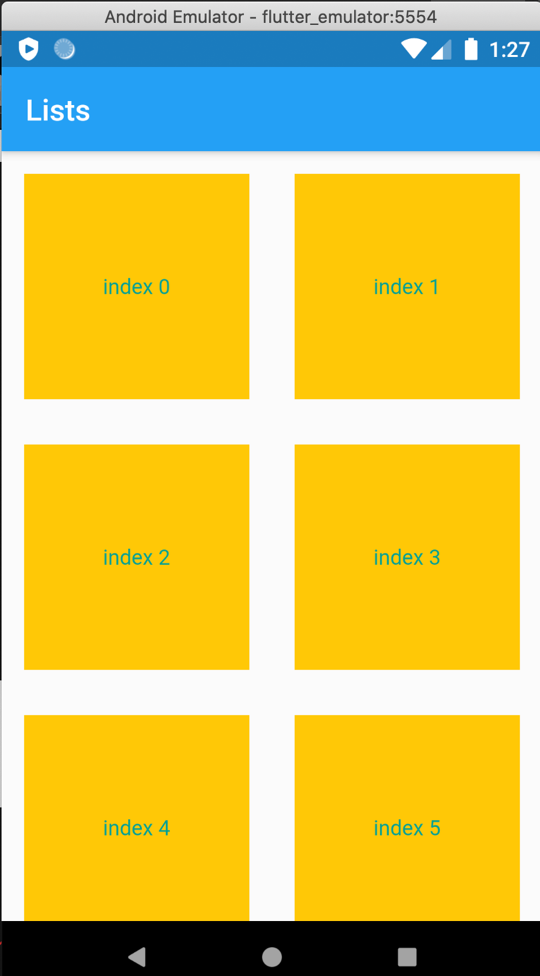 Android Emulator - flutter_emulator:5554
1:27
Lists
index 0
index 1
index 2
index 3
index 4
index 5